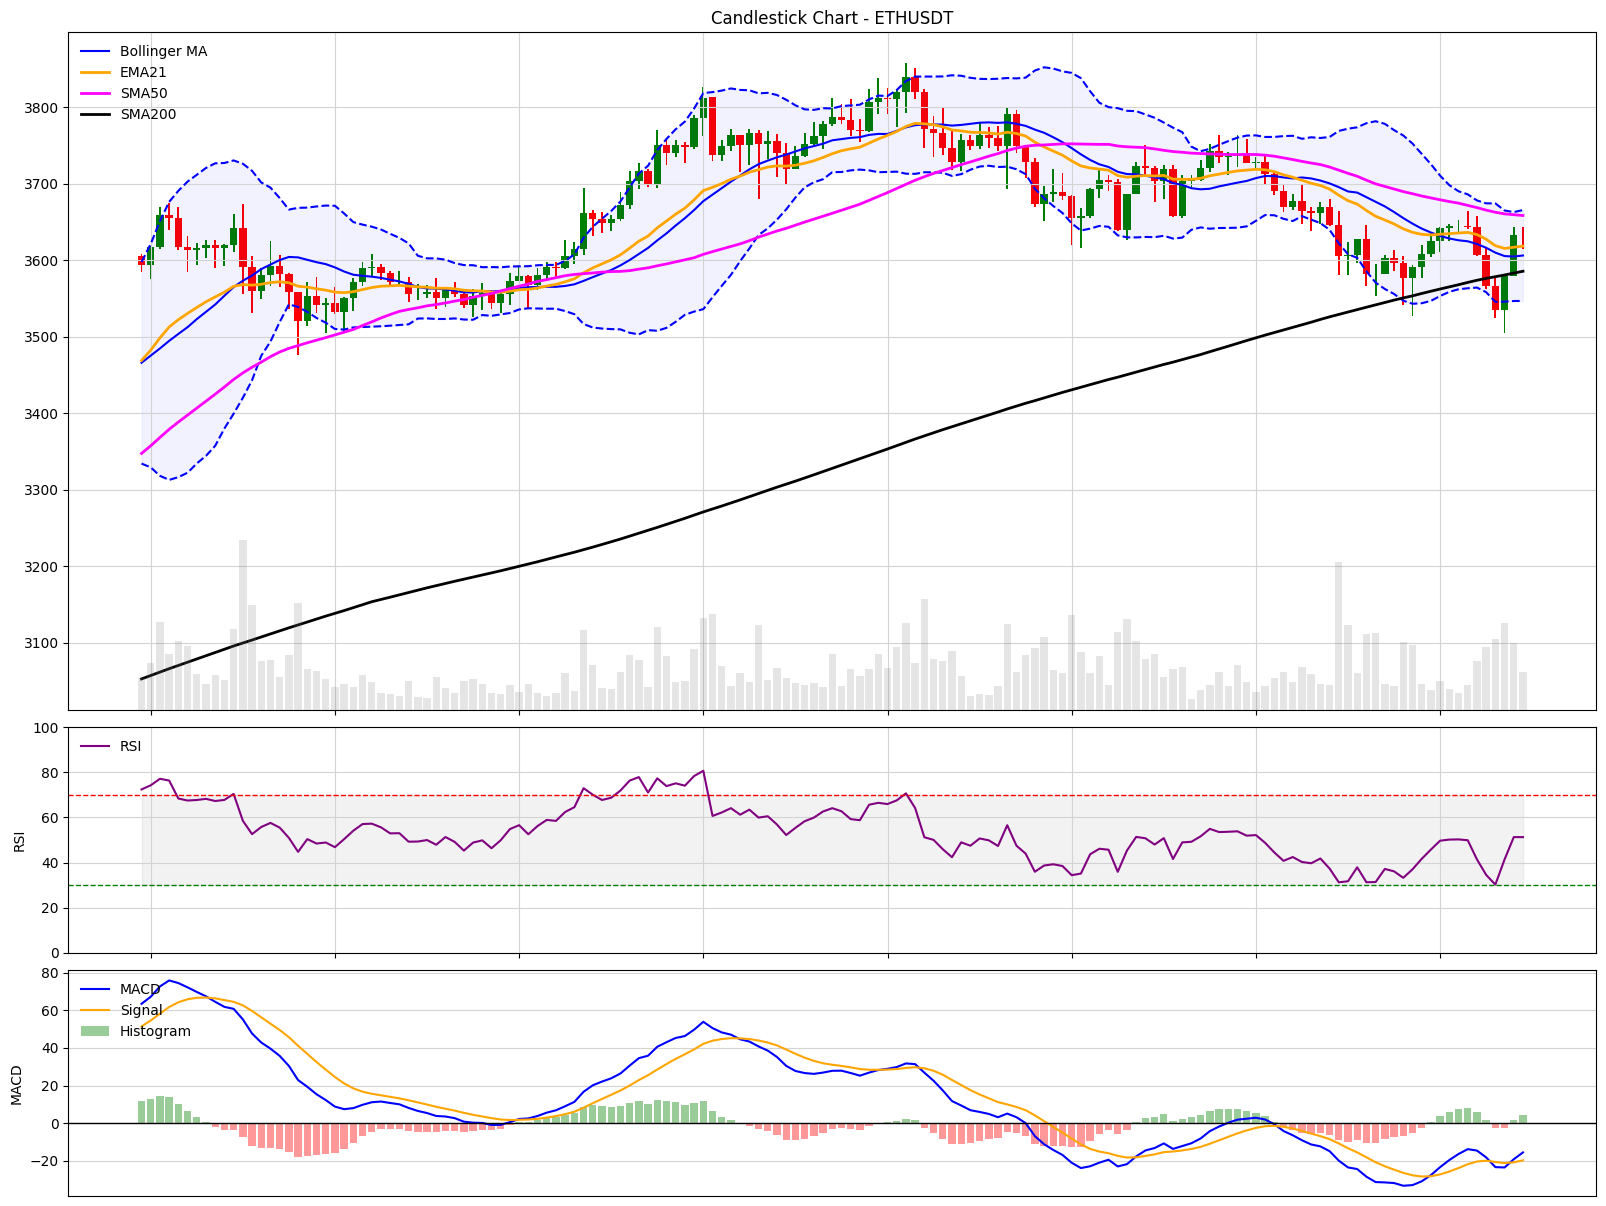 Candlestick Chart - ETHUSDT
Bollinger MA
EMA21
SMA50
SMA200
3800
3700
3600
3500
3400
3300
3200
3100
RSI
100
80
60
40
20
0
RSI
MACD
Signal
Histogram
80
60
40
20
0
−20
MACD